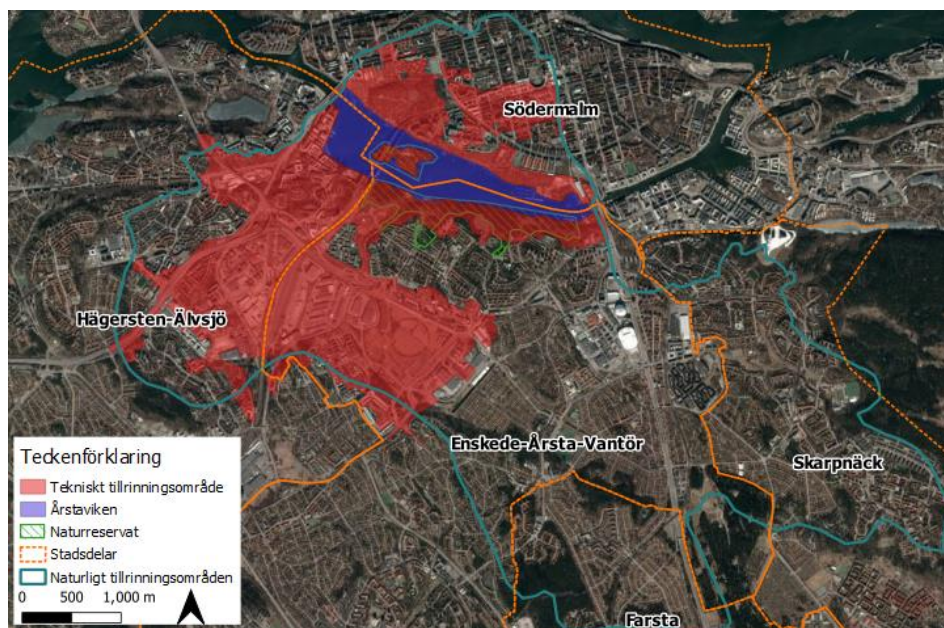 Södermalm
Hägersten-Älvsjö
Enskede-Årsta-Vantör
Skarpnäck
Farsta
Teckenförklaring
Tekniskt tillrinningsområde
Årstaviken
Naturreservat
Stadsdelar
Naturligt tillrinningsområden
0 500 1,000 m